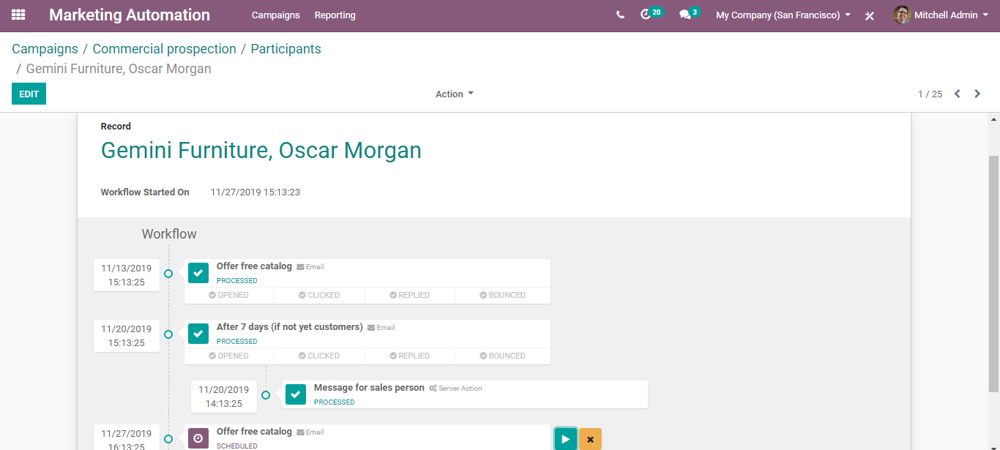 Marketing Automation Campaigns Reporting 20 3 My Company (San Francisco) Mitchell Admin
Campaigns / Commercial prospection / Participants
/ Gemini Furniture, Oscar Morgan
EDIT Action 1 / 25
Record
Gemini Furniture, Oscar Morgan
Workflow Started On 11/27/2019 15:13:23
Workflow
11/13/2019
15:13:25
Offer free catalog Email
PROCESSED
OPENED CLICKED REPLIED BOUNCED
11/20/2019
15:13:25
After 7 days (if not yet customers) Email
PROCESSED
OPENED CLICKED REPLIED BOUNCED
11/20/2019
14:13:25
Message for sales person Server Action
PROCESSED
11/27/2019
16:13:25
Offer free catalog Email
SCHEDULED